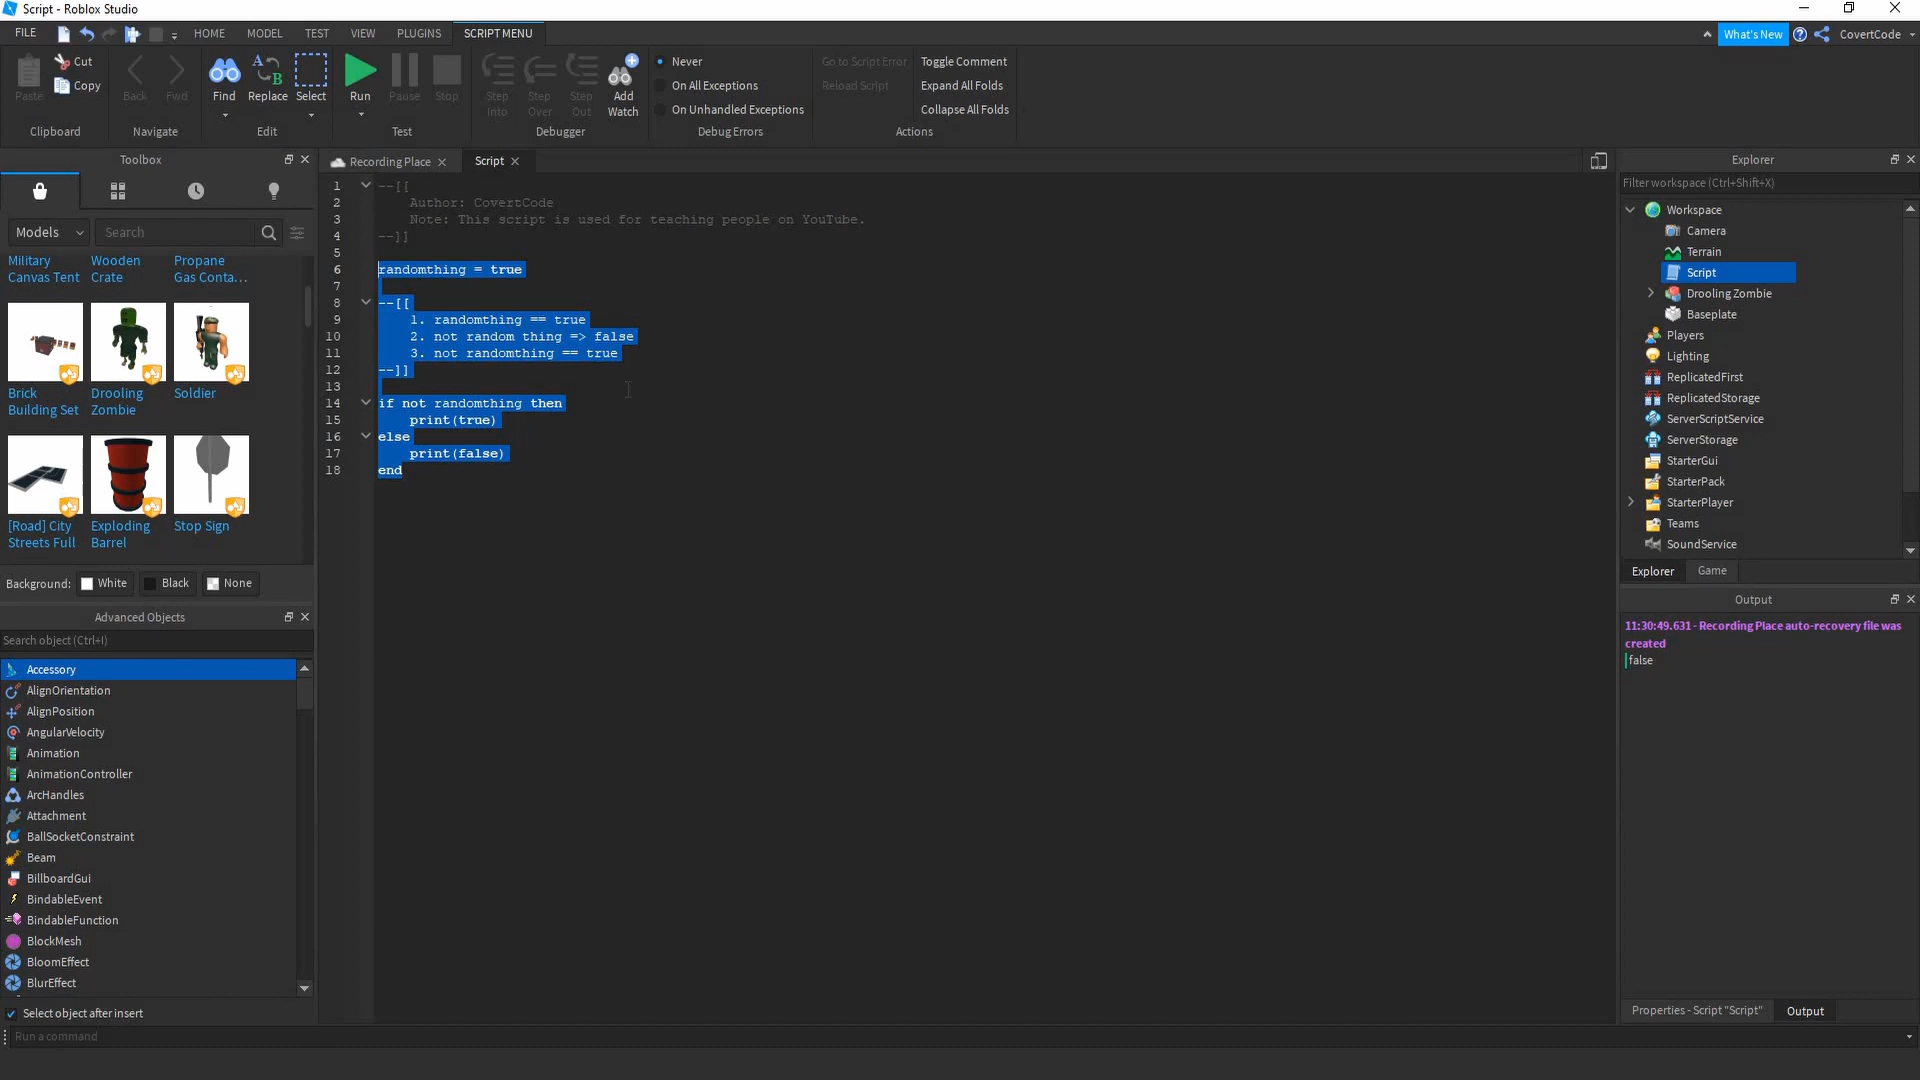 Script - Roblox Studio
FILE
HOME
MODEL
TEST
VIEW
PLUGINS
SCRIPT MENU
What's New
CovertCode
Paste
Cut
Copy
Clipboard
Back
Fwd
Navigate
Find
Replace
Select
Edit
Run
Pause
Stop
Test
Step Into
Step Over
Step Out
Add Watch
Debugger
Never
On All Exceptions
On Unhandled Exceptions
Debug Errors
Go to Script Error
Reload Script
Toggle Comment
Expand All Folds
Collapse All Folds
Actions
Toolbox
Models
Search
Military Canvas Tent
Wooden Crate
Propane Gas Conta...
Brick Building Set
Drooling Zombie
Soldier
[Road] City Streets Full
Exploding Barrel
Stop Sign
Background:
White
Black
None
Advanced Objects
Search object (Ctrl+I)
Accessory
AlignOrientation
AlignPosition
AngularVelocity
Animation
AnimationController
ArcHandles
Attachment
BallSocketConstraint
Beam
BillboardGui
BindableEvent
BindableFunction
BlockMesh
BloomEffect
BlurEffect
Select object after insert
Run a command
Recording Place
Script
1 --[[
2 Author: CovertCode
3 Note: This script is used for teaching people on YouTube.
4 --]]
5
6 randomthing = true
7
8 --[[
9 1. randomthing == true
10 2. not random thing => false
11 3. not randomthing == true
12 --]]
13
14 if not randomthing then
15 print(true)
16 else
17 print(false)
18 end
Explorer
Filter workspace (Ctrl+Shift+X)
Workspace
Camera
Terrain
Script
Drooling Zombie
Baseplate
Players
Lighting
ReplicatedFirst
ReplicatedStorage
ServerScriptService
ServerStorage
StarterGui
StarterPack
StarterPlayer
Teams
SoundService
Explorer
Game
Output
11:30:49.631 - Recording Place auto-recovery file was
created
false
Properties - Script "Script"
Output